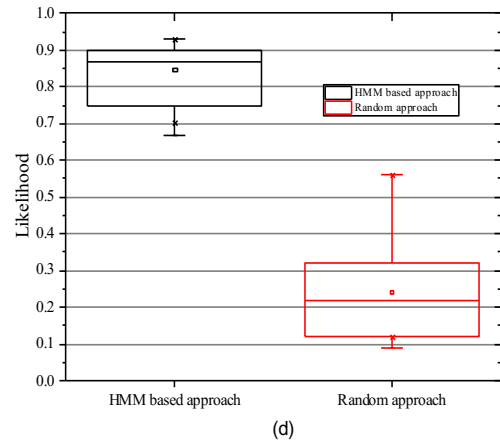 1.0
0.9
0.8
0.7
0.6
0.5
0.4
0.3
0.2
0.1
0.0
Likelihood
HMM based approach
Random approach
HMM based approach
Random approach
(d)